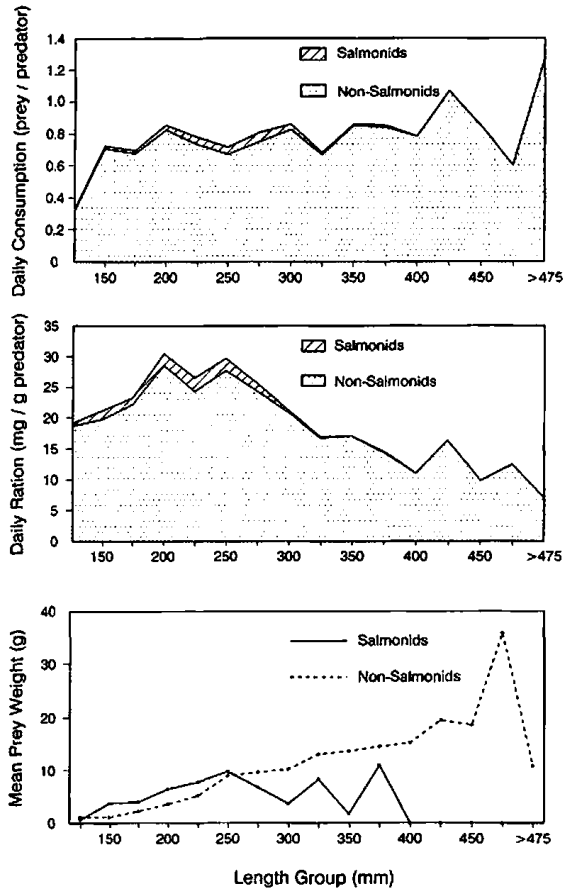 Daily Consumption (prey / predator)
1.4
1.2
1.0
0.8
0.6
0.4
0.2
0
Salmonids
Non-Salmonids
150 200 250 300 350 400 450 >475
Daily Ration (mg / g predator)
35
30
25
20
15
10
5
0
Salmonids
Non-Salmonids
150 200 250 300 350 400 450 >475
Mean Prey Weight (g)
40
30
20
10
0
Salmonids
Non-Salmonids
150 200 250 300 350 400 450 >475
Length Group (mm)